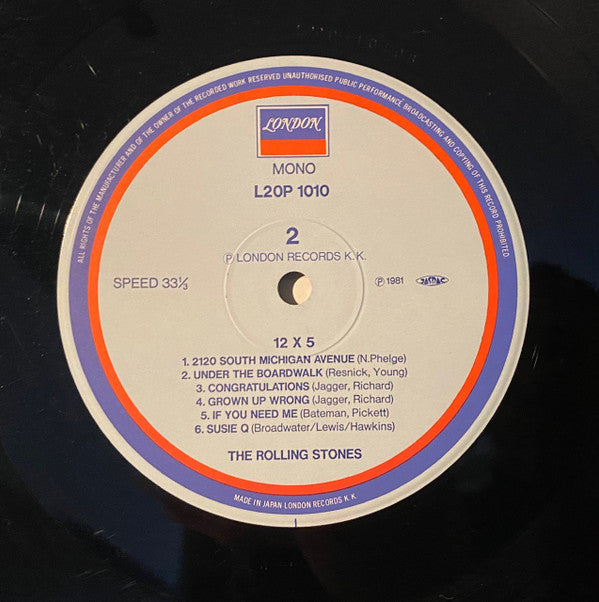 ALL RIGHTS OF THE MANUFACTURER AND OF THE OWNER OF THE RECORDED WORK RESERVED UNAUTHORISED PUBLIC PERFORMANCE BROADCASTING AND COPYING OF THIS RECORD PROHIBITED.
LONDON
MONO
L20P 1010
2
Ⓟ LONDON RECORDS K.K.
SPEED 33⅓
Ⓟ 1981 JASRAC
12 X 5
1. 2120 SOUTH MICHIGAN AVENUE (N.Phelge)
2. UNDER THE BOARDWALK (Resnick, Young)
3. CONGRATULATIONS (Jagger, Richard)
4. GROWN UP WRONG (Jagger, Richard)
5. IF YOU NEED ME (Bateman, Pickett)
6. SUSIE Q (Broadwater/Lewis/Hawkins)
THE ROLLING STONES
MADE IN JAPAN LONDON RECORDS K.K.